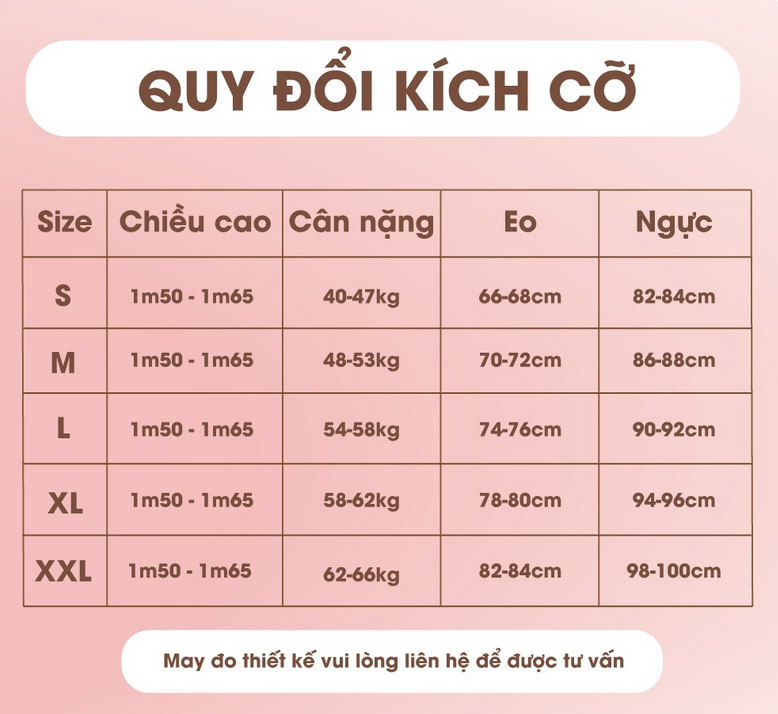 QUY ĐỔI KÍCH CỠ
Size Chiều cao Cân nặng Eo Ngực
S 1m50 - 1m65 40-47kg 66-68cm 82-84cm
M 1m50 - 1m65 48-53kg 70-72cm 86-88cm
L 1m50 - 1m65 54-58kg 74-76cm 90-92cm
XL 1m50 - 1m65 58-62kg 78-80cm 94-96cm
XXL 1m50 - 1m65 62-66kg 82-84cm 98-100cm
May đo thiết kế vui lòng liên hệ để được tư vấn